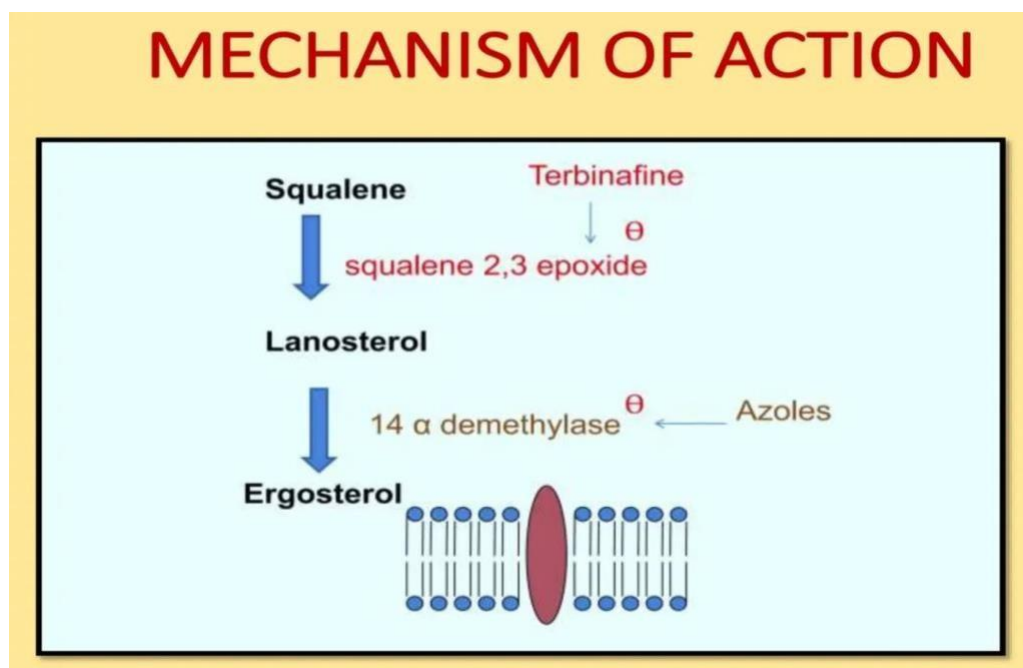 MECHANISM OF ACTION
Squalene
Terbinafine
Ɵ
squalene 2,3 epoxide
Lanosterol
14 α demethylase
Ɵ
Azoles
Ergosterol